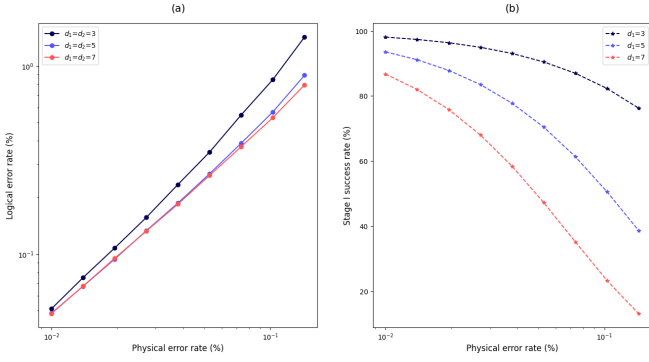 (a)
d₁=d₂=3
d₁=d₂=5
d₁=d₂=7
Logical error rate (%)
10⁰
10⁻¹
10⁻²
10⁻¹
Physical error rate (%)
(b)
d₁=3
d₁=5
d₁=7
Stage I success rate (%)
100
80
60
40
20
10⁻²
10⁻¹
Physical error rate (%)